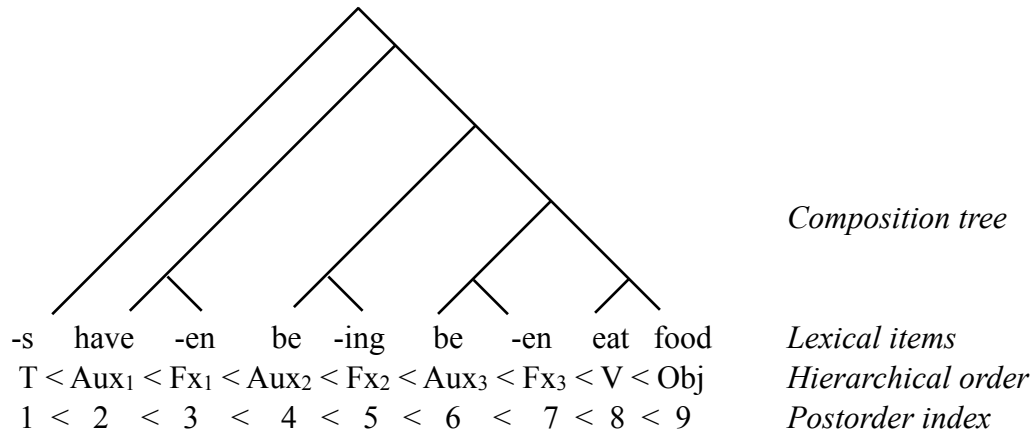 Composition tree
-s have -en be -ing be -en eat food Lexical items
T < Aux₁ < Fx₁ < Aux₂ < Fx₂ < Aux₃ < Fx₃ < V < Obj Hierarchical order
1 < 2 < 3 < 4 < 5 < 6 < 7 < 8 < 9 Postorder index